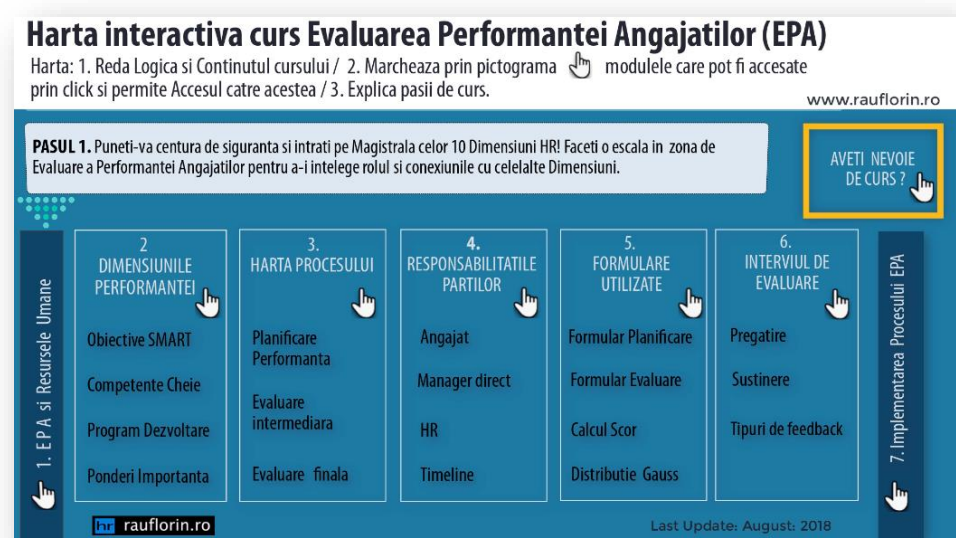 Harta interactiva curs Evaluarea Performantei Angajatilor (EPA)
Harta: 1. Reda Logica si Continutul cursului / 2. Marcheaza prin pictograma modulele care pot fi accesate
prin click si permite Accesul catre acestea / 3. Explica pasii de curs.
www.rauflorin.ro
PASUL 1. Puneti-va centura de siguranta si intrati pe Magistrala celor 10 Dimensiuni HR! Faceti o escala in zona de
Evaluare a Performantei Angajatilor pentru a-i intelege rolul si conexiunile cu celelalte Dimensiuni.
AVETI NEVOIE
DE CURS ?
1. E P A si Resursele Umane
2
DIMENSIUNILE
PERFORMANTEI
Obiective SMART
Competente Cheie
Program Dezvoltare
Ponderi Importanta
3.
HARTA PROCESULUI
Planificare
Performanta
Evaluare
intermediara
Evaluare finala
4.
RESPONSABILITATILE
PARTILOR
Angajat
Manager direct
HR
Timeline
5.
FORMULARE
UTILIZATE
Formular Planificare
Formular Evaluare
Calcul Scor
Distributie Gauss
6.
INTERVIUL DE
EVALUARE
Pregatire
Sustinere
Tipuri de feedback
7. Implementarea Procesului EPA
hr rauflorin.ro
Last Update: August: 2018